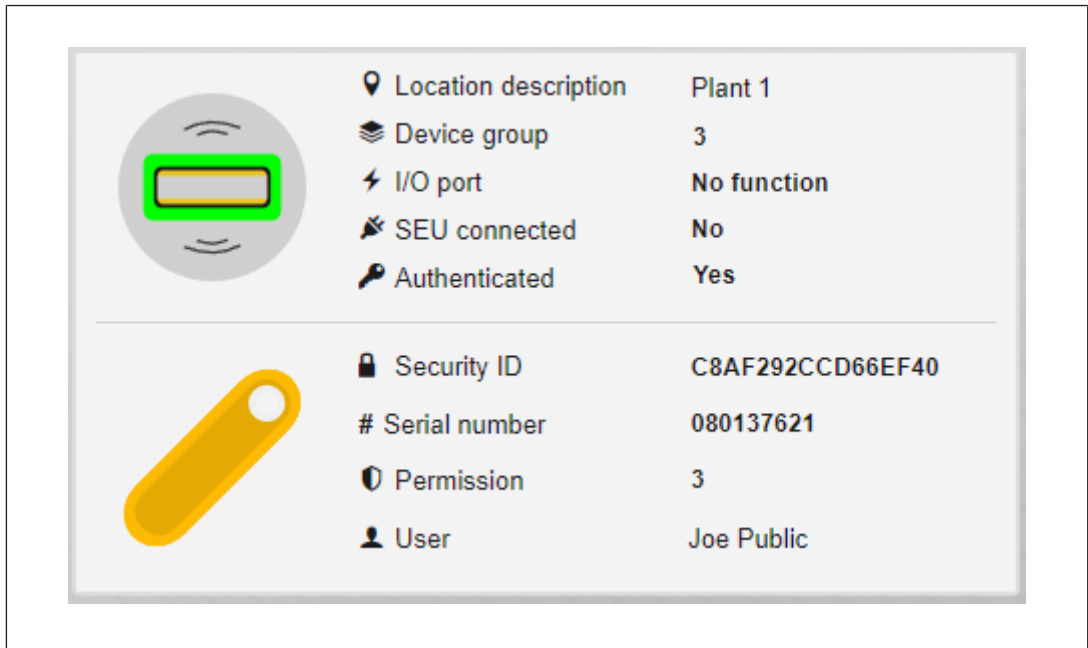 Location description Plant 1
Device group 3
I/O port No function
SEU connected No
Authenticated Yes
Security ID C8AF292CCD66EF40
# Serial number 080137621
Permission 3
User Joe Public